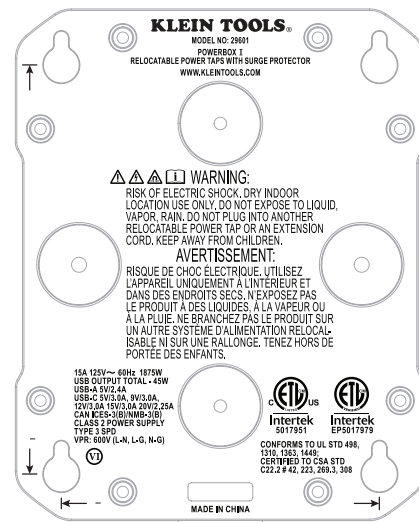 KLEIN TOOLS®
MODEL NO: 29601
POWERBOX I
RELOCATABLE POWER TAPS WITH SURGE PROTECTOR
WWW.KLEINTOOLS.COM
WARNING:
RISK OF ELECTRIC SHOCK. DRY INDOOR
LOCATION USE ONLY. DO NOT EXPOSE TO LIQUID,
VAPOR, RAIN. DO NOT PLUG INTO ANOTHER
RELOCATABLE POWER TAP OR AN EXTENSION
CORD. KEEP AWAY FROM CHILDREN.
AVERTISSEMENT:
RISQUE DE CHOC ÉLECTRIQUE. UTILISEZ
L'APPAREIL UNIQUEMENT À L'INTÉRIEUR ET
DANS DES ENDROITS SECS. N'EXPOSEZ PAS
LE PRODUIT À DES LIQUIDES, À LA VAPEUR OU
À LA PLUIE. NE BRANCHEZ PAS LE PRODUIT SUR
UN AUTRE SYSTÈME D'ALIMENTATION RELOCAL-
ISABLE NI SUR UNE RALLONGE. TENEZ HORS DE
PORTÉE DES ENFANTS.
15A 125V~ 60Hz 1875W
USB OUTPUT TOTAL - 45W
USB-A 5V/2.4A
USB-C 5V/3.0A, 9V/3.0A,
12V/3.0A 15V/3.0A 20V/2.25A
CAN ICES-3(B)/NMB-3(B)
CLASS 2 POWER SUPPLY
TYPE 3 SPD
VPR: 600V (L-N, L-G, N-G)
VI
C ETL US
Intertek
5017951
ETL
Intertek
EP5017951
CONFORMS TO UL STD 498,
1310, 1363, 1449;
CERTIFIED TO CSA STD
C22.2 # 42, 223, 269.3, 308
MADE IN CHINA